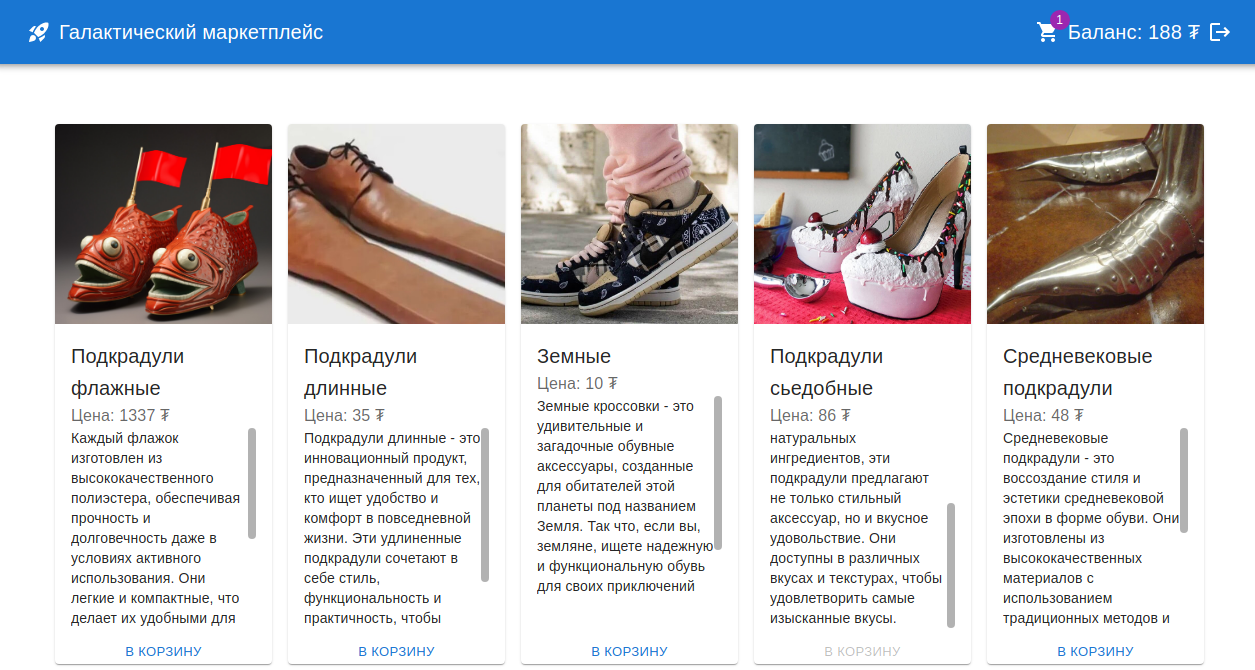 Галактический маркетплейс
1
Баланс: 188 ₮
Подкрадули
флажные
Цена: 1337 ₮
Каждый флажок
изготовлен из
высококачественного
полиэстера, обеспечивая
прочность и
долговечность даже в
условиях активного
использования. Они
легкие и компактные, что
делает их удобными для
В КОРЗИНУ
Подкрадули
длинные
Цена: 35 ₮
Подкрадули длинные - это
инновационный продукт,
предназначенный для тех,
кто ищет удобство и
комфорт в повседневной
жизни. Эти удлиненные
подкрадули сочетают в
себе стиль,
функциональность и
практичность, чтобы
В КОРЗИНУ
Земные
Цена: 10 ₮
Земные кроссовки - это
удивительные и
загадочные обувные
аксессуары, созданные
для обитателей этой
планеты под названием
Земля. Так что, если вы,
земляне, ищете надежную
и функциональную обувь
для своих приключений
В КОРЗИНУ
Подкрадули
сьедобные
Цена: 86 ₮
натуральных
ингредиентов, эти
подкрадули предлагают
не только стильный
аксессуар, но и вкусное
удовольствие. Они
доступны в различных
вкусах и текстурах, чтобы
удовлетворить самые
изысканные вкусы.
В КОРЗИНУ
Средневековые
подкрадули
Цена: 48 ₮
Средневековые
подкрадули - это
воссоздание стиля и
эстетики средневековой
эпохи в форме обуви. Они
изготовлены из
высококачественных
материалов с
использованием
традиционных методов и
В КОРЗИНУ